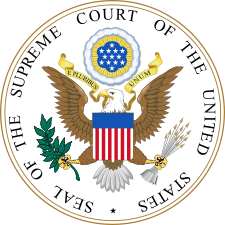 SEAL OF THE SUPREME COURT OF THE UNITED STATES
E PLURIBUS UNUM